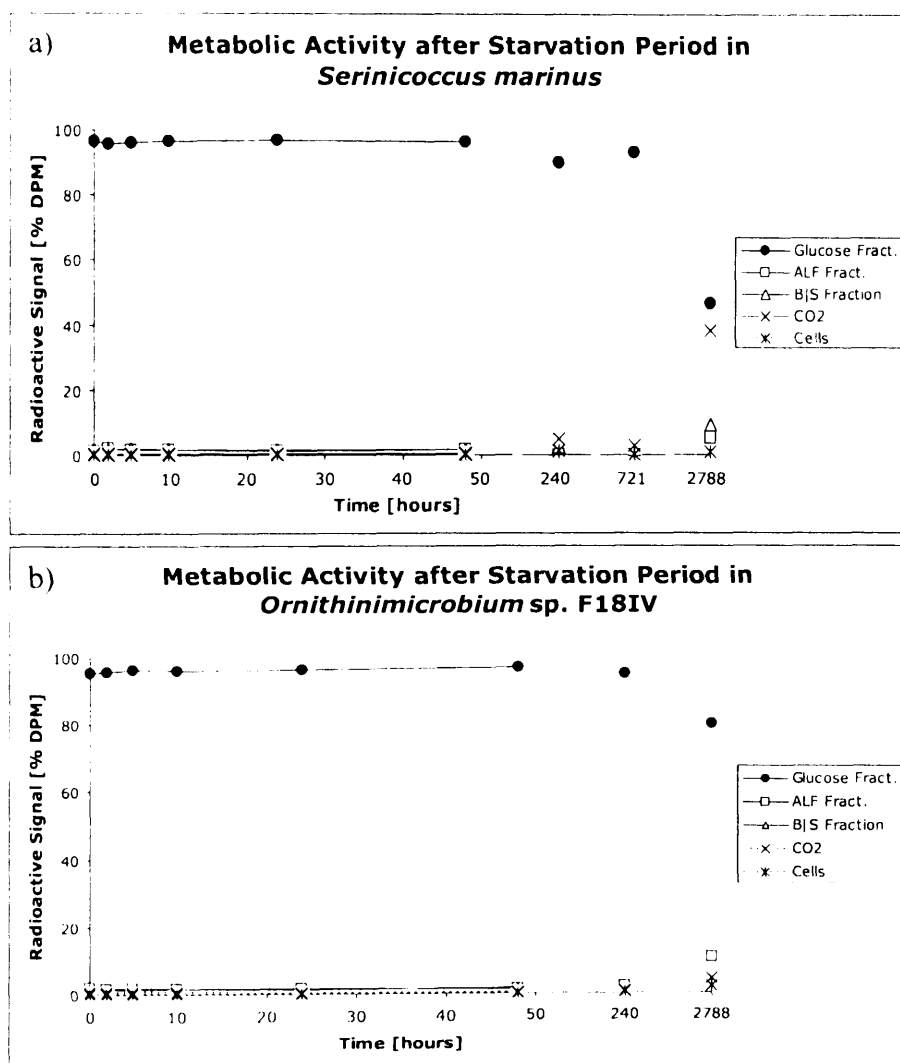 a)
Metabolic Activity after Starvation Period in
Serinicoccus marinus
Radioactive Signal [% DPM]
100
80
60
40
20
0
0 10 20 30 40 50 240 721 2788
Time [hours]
Glucose Fract.
ALF Fract.
B|S Fraction
CO2
Cells
b)
Metabolic Activity after Starvation Period in
Ornithinimicrobium sp. F18IV
Radioactive Signal [% DPM]
100
80
60
40
20
0
0 10 20 30 40 50 240 2788
Time [hours]
Glucose Fract.
ALF Fract.
B|S Fraction
CO2
Cells